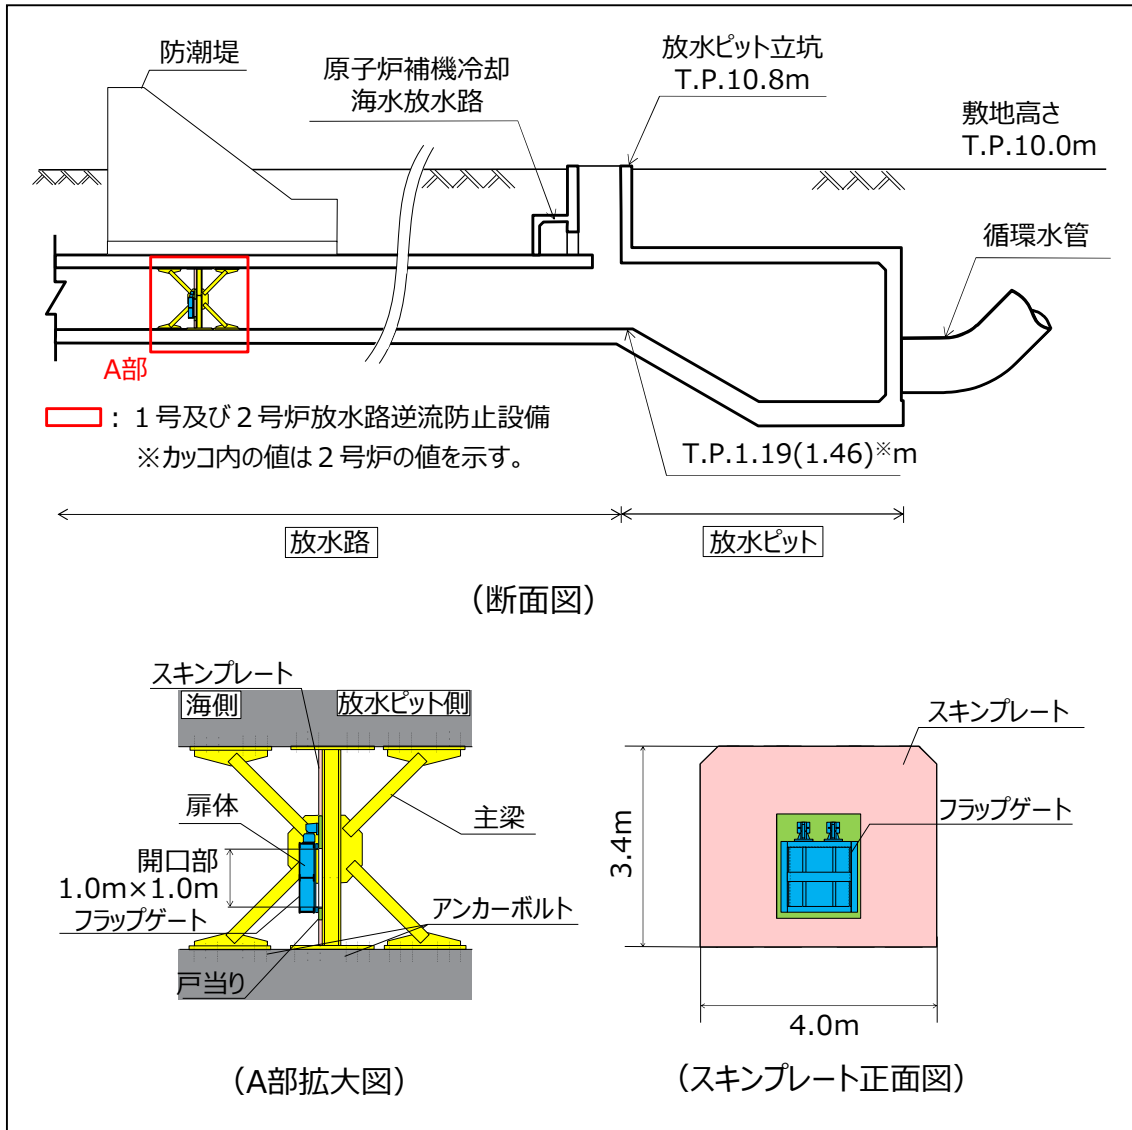 防潮堤
原子炉補機冷却
海水放水路
放水ピット立坑
T.P.10.8m
敷地高さ
T.P.10.0m
循環水管
A部
：１号及び２号炉放水路逆流防止設備
※カッコ内の値は２号炉の値を示す。
T.P.1.19(1.46)※m
放水路
放水ピット
（断面図）
スキンプレート
海側
放水ピット側
扉体
主梁
開口部
1.0m×1.0m
フラップゲート
アンカーボルト
戸当り
（A部拡大図）
スキンプレート
フラップゲート
3.4m
4.0m
（スキンプレート正面図）